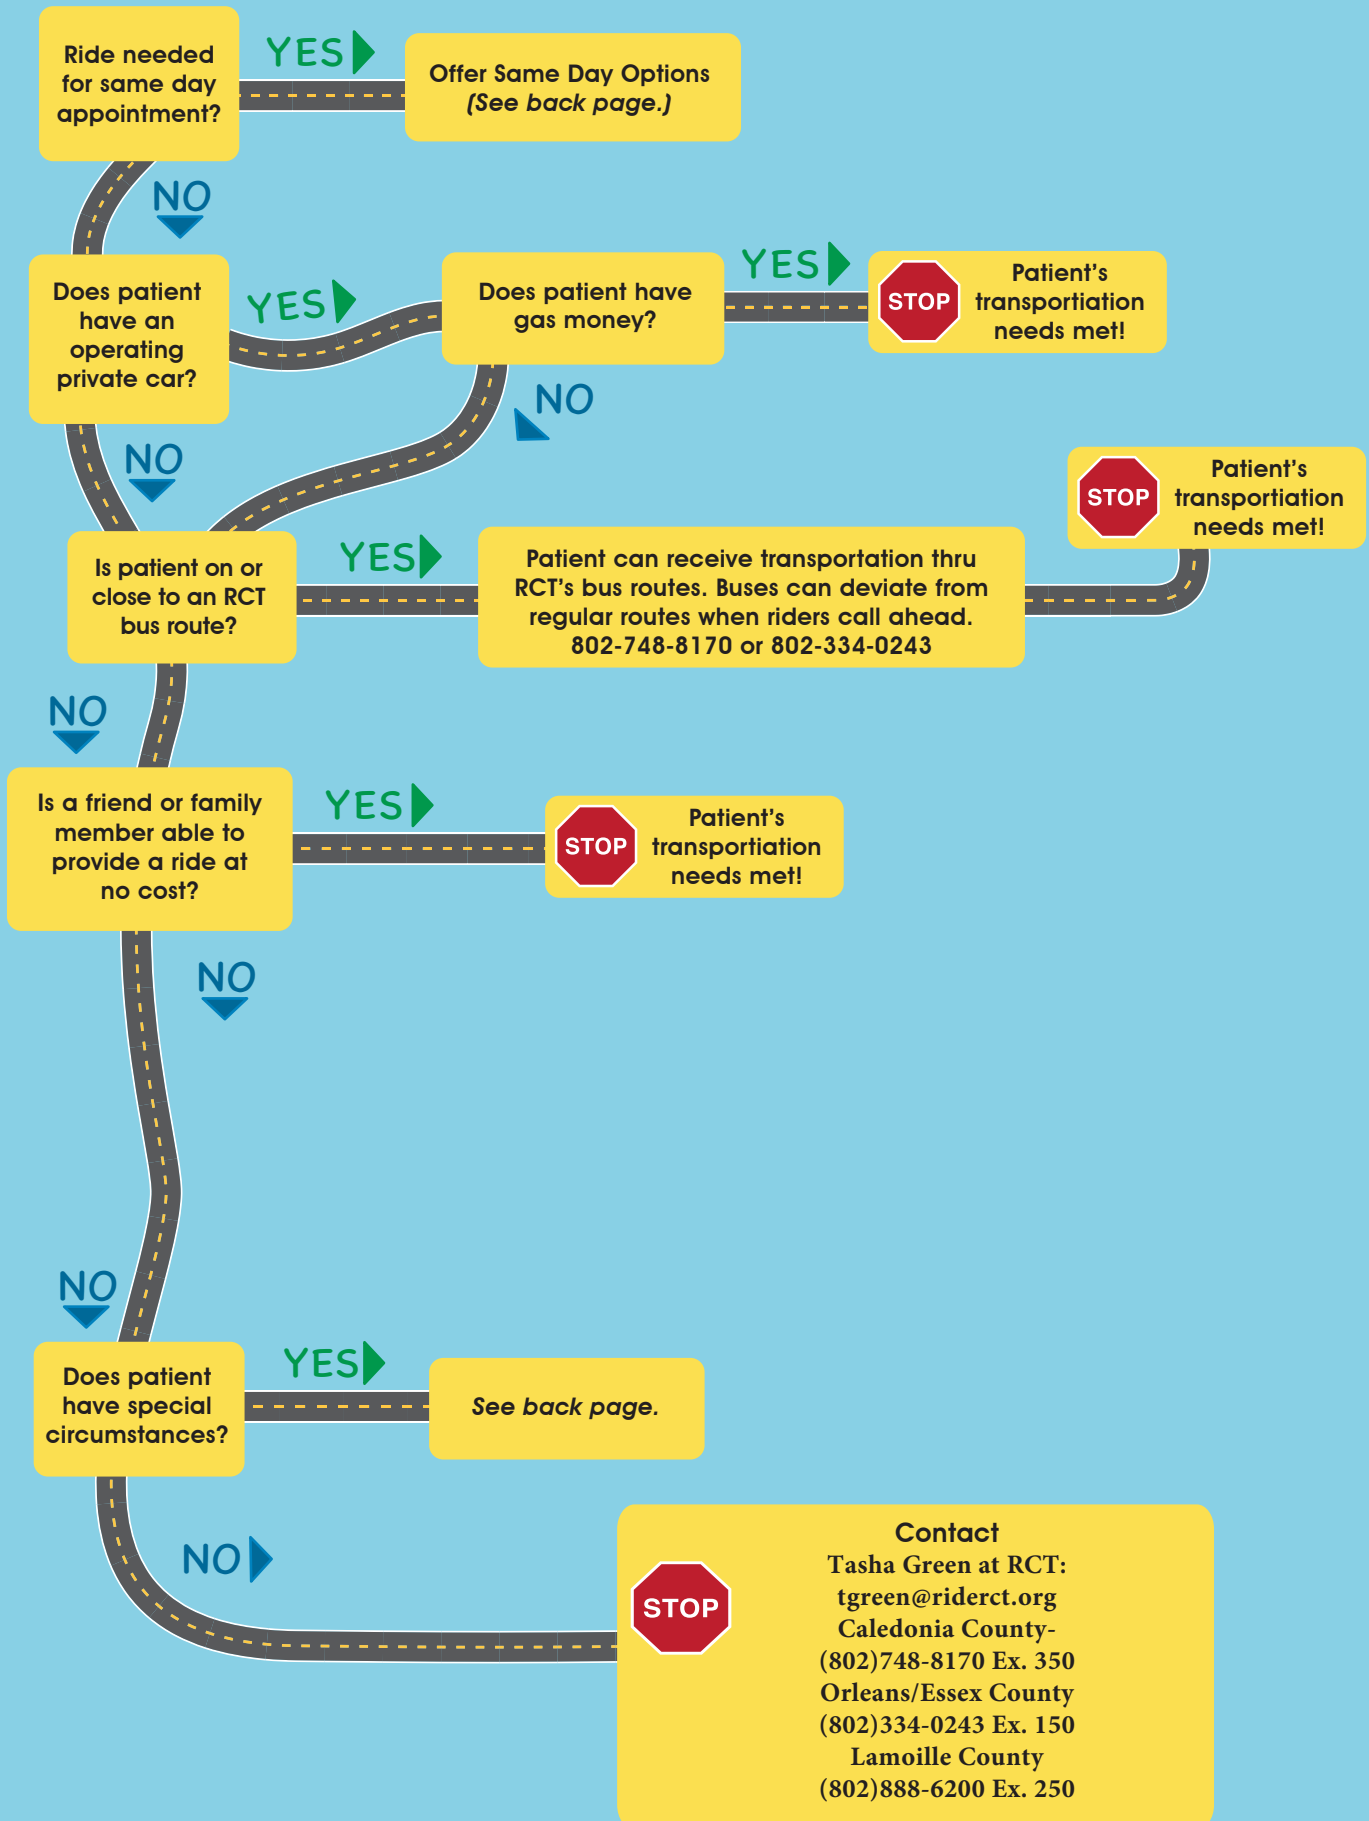 Ride needed
for same day
appointment?
YES
Offer Same Day Options
(See back page.)
NO
Does patient
have an
operating
private car?
YES
Does patient have
gas money?
YES
STOP
Patient's
transportiation
needs met!
NO
NO
Is patient on or
close to an RCT
bus route?
YES
Patient can receive transportation thru
RCT's bus routes. Buses can deviate from
regular routes when riders call ahead.
802-748-8170 or 802-334-0243
STOP
Patient's
transportiation
needs met!
NO
Is a friend or family
member able to
provide a ride at
no cost?
YES
STOP
Patient's
transportiation
needs met!
NO
NO
Does patient
have special
circumstances?
YES
See back page.
NO
STOP
Contact
Tasha Green at RCT:
tgreen@riderct.org
Caledonia County-
(802)748-8170 Ex. 350
Orleans/Essex County
(802)334-0243 Ex. 150
Lamoille County
(802)888-6200 Ex. 250